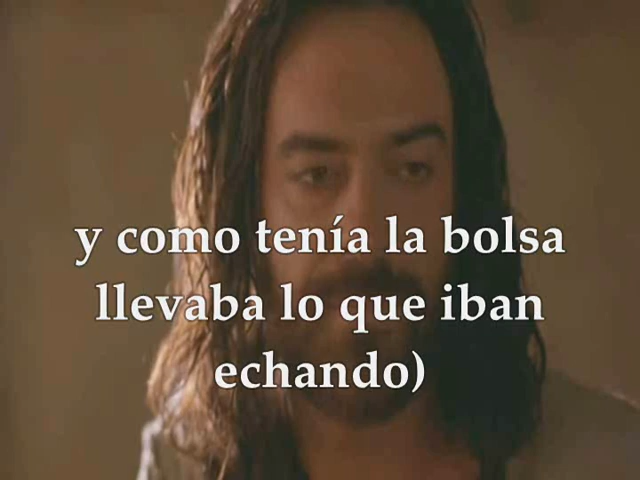 y como tenía la bolsa
llevaba lo que iban
echando)